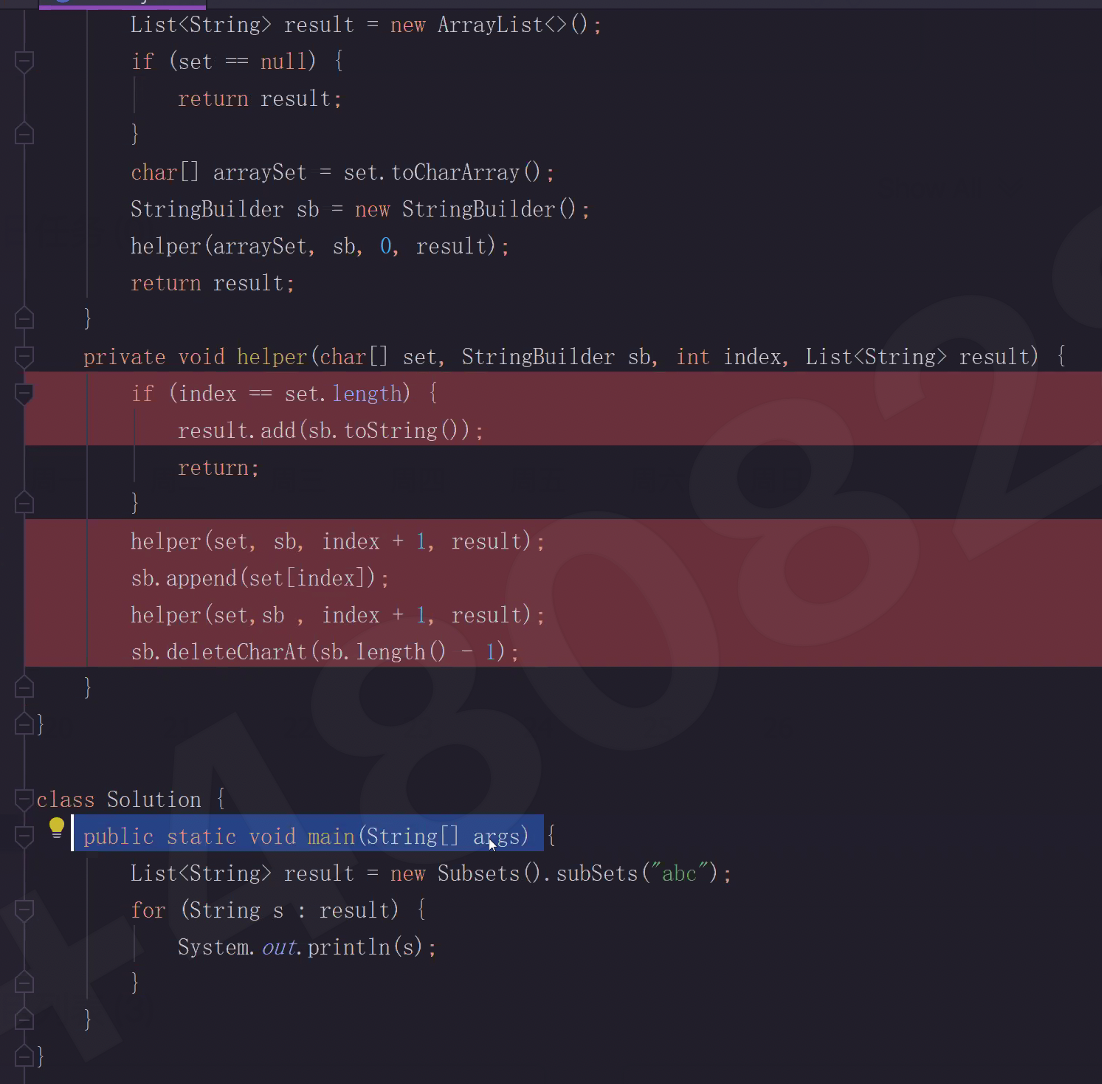 List<String> result = new ArrayList<>();
if (set == null) {
return result;
}
char[] arraySet = set.toCharArray();
StringBuilder sb = new StringBuilder();
helper(arraySet, sb, 0, result);
return result;
}
private void helper(char[] set, StringBuilder sb, int index, List<String> result) {
if (index == set.length) {
result.add(sb.toString());
return;
}
helper(set, sb, index + 1, result);
sb.append(set[index]);
helper(set,sb , index + 1, result);
sb.deleteCharAt(sb.length() - 1);
}
}
class Solution {
public static void main(String[] args) {
List<String> result = new Subsets().subSets("abc");
for (String s : result) {
System.out.println(s);
}
}
}